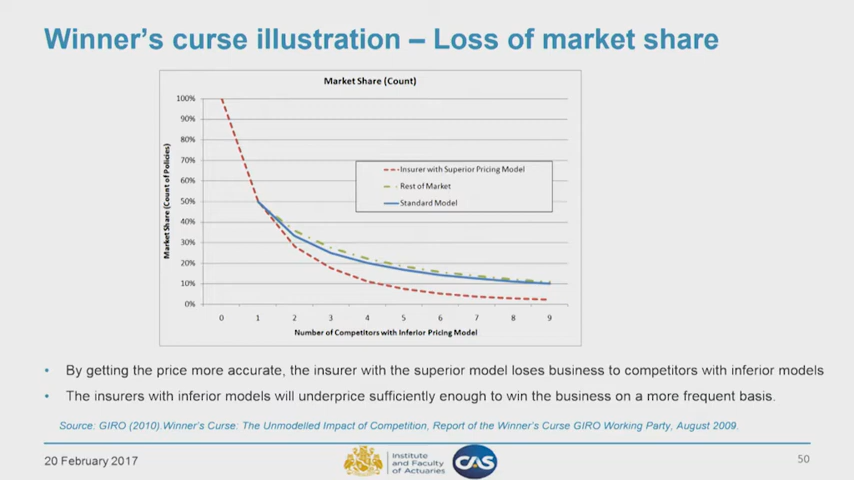 Winner's curse illustration – Loss of market share
Market Share (Count)
100%
90%
80%
70%
60%
50%
40%
30%
20%
10%
0%
Market Share (Count of Policies)
Insurer with Superior Pricing Model
Rest of Market
Standard Model
0 1 2 3 4 5 6 7 8 9
Number of Competitors with Inferior Pricing Model
• By getting the price more accurate, the insurer with the superior model loses business to competitors with inferior models
• The insurers with inferior models will underprice sufficiently enough to win the business on a more frequent basis.
Source: GIRO (2010) Winner's Curse: The Unmodelled Impact of Competition, Report of the Winner's Curse GIRO Working Party, August 2009.
20 February 2017
Institute
and Faculty
of Actuaries
CAS
50